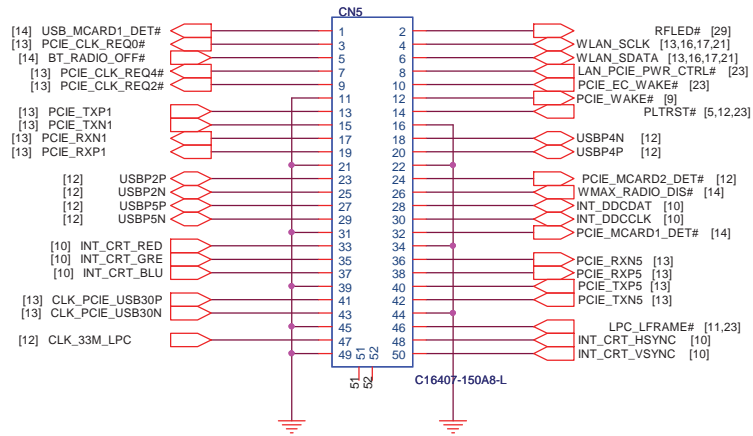 CN5
[14] USB_MCARD1_DET# 1 2 RFLED# [29]
[13] PCIE_CLK_REQ0# 3 4 WLAN_SCLK [13,16,17,21]
[14] BT_RADIO_OFF# 5 6 WLAN_SDATA [13,16,17,21]
[13] PCIE_CLK_REQ4# 7 8 LAN_PCIE_PWR_CTRL# [23]
[13] PCIE_CLK_REQ2# 9 10 PCIE_EC_WAKE# [23]
11 12 PCIE_WAKE# [9]
[13] PCIE_TXP1 13 14 PLTRST# [5,12,23]
[13] PCIE_TXN1 15 16
[13] PCIE_RXN1 17 18 USBP4N [12]
[13] PCIE_RXP1 19 20 USBP4P [12]
21 22
[12] USBP2P 23 24 PCIE_MCARD2_DET# [12]
[12] USBP2N 25 26 WMAX_RADIO_DIS# [14]
[12] USBP5P 27 28 INT_DDCDAT [10]
[12] USBP5N 29 30 INT_DDCCLK [10]
31 32 PCIE_MCARD1_DET# [14]
[10] INT_CRT_RED 33 34
[10] INT_CRT_GRE 35 36 PCIE_RXN5 [13]
[10] INT_CRT_BLU 37 38 PCIE_RXP5 [13]
39 40 PCIE_TXP5 [13]
[13] CLK_PCIE_USB30P 41 42 PCIE_TXN5 [13]
[13] CLK_PCIE_USB30N 43 44
45 46 LPC_LFRAME# [11,23]
[12] CLK_33M_LPC 47 48 INT_CRT_HSYNC [10]
49 51 52 50 INT_CRT_VSYNC [10]
51 52 C16407-150A8-L